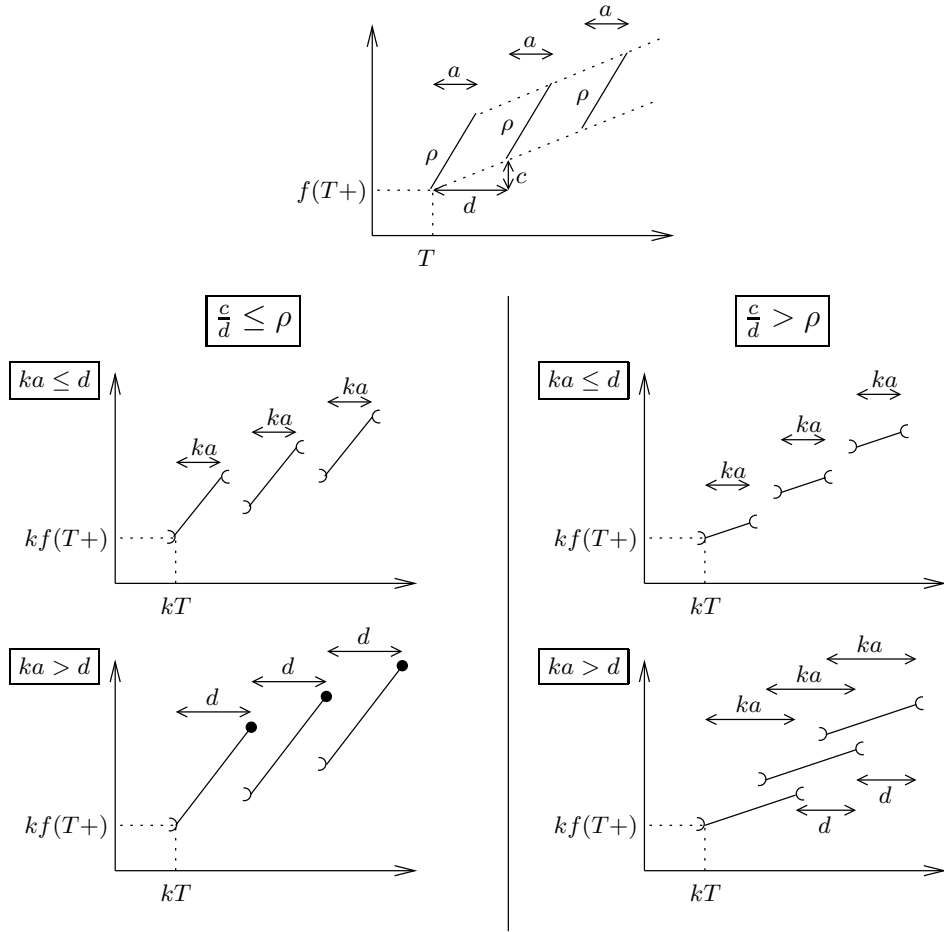 a
a
a
ρ
ρ
ρ
f(T+)
c
d
T
c/d ≤ ρ
c/d > ρ
ka ≤ d
ka
ka
ka
kf(T+)
kT
ka ≤ d
ka
ka
ka
kf(T+)
kT
ka > d
d
d
d
kf(T+)
kT
ka > d
ka
ka
ka
d
d
kf(T+)
kT